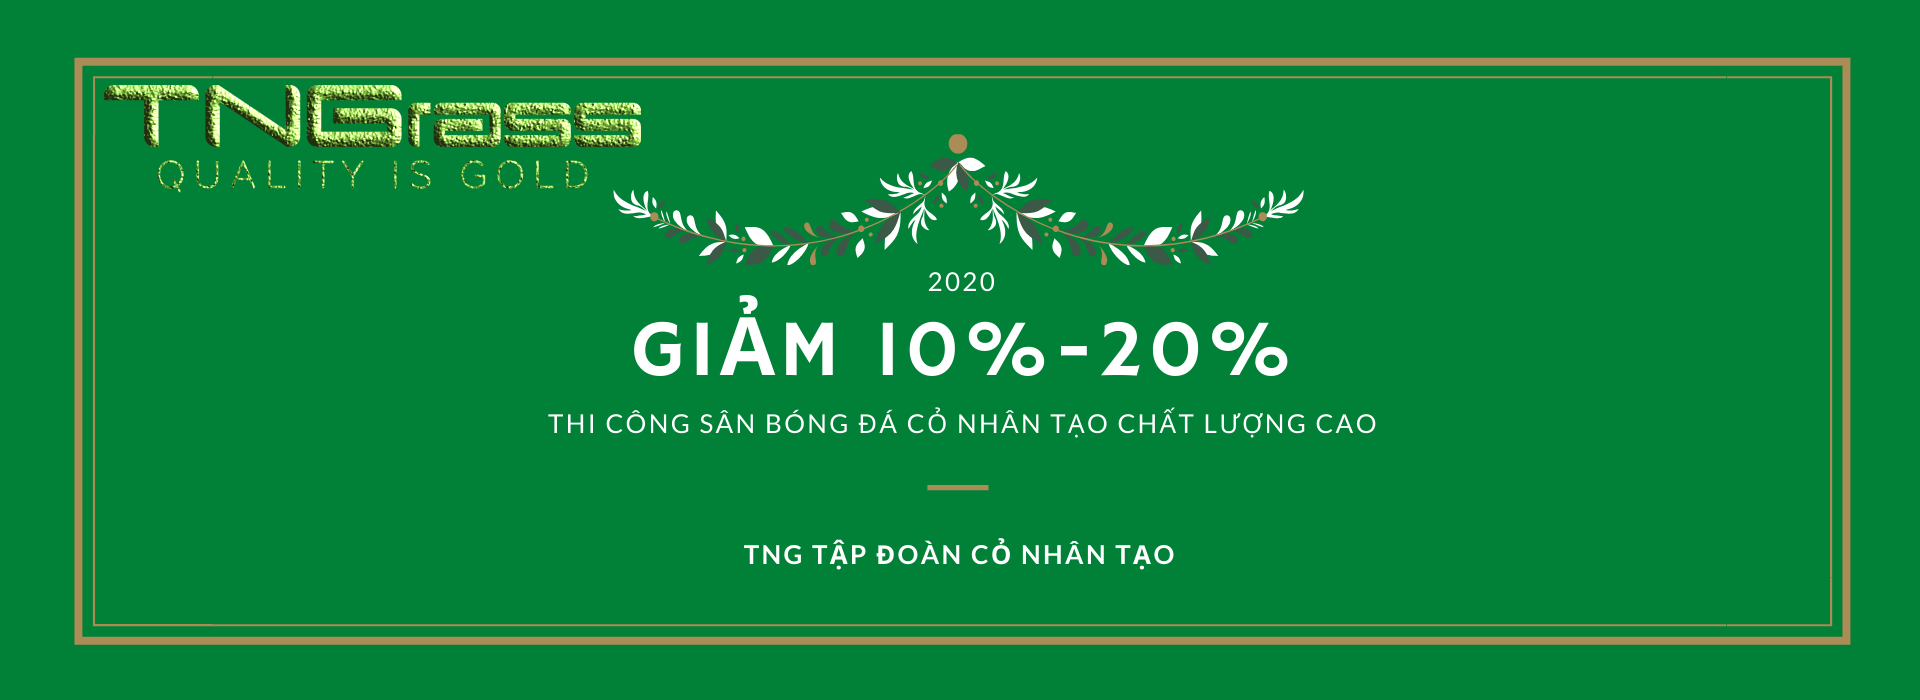 TNGrass
QUALITY IS GOLD
2020
GIẢM 10%-20%
THI CÔNG SÂN BÓNG ĐÁ CỎ NHÂN TẠO CHẤT LƯỢNG CAO
TNG TẬP ĐOÀN CỎ NHÂN TẠO